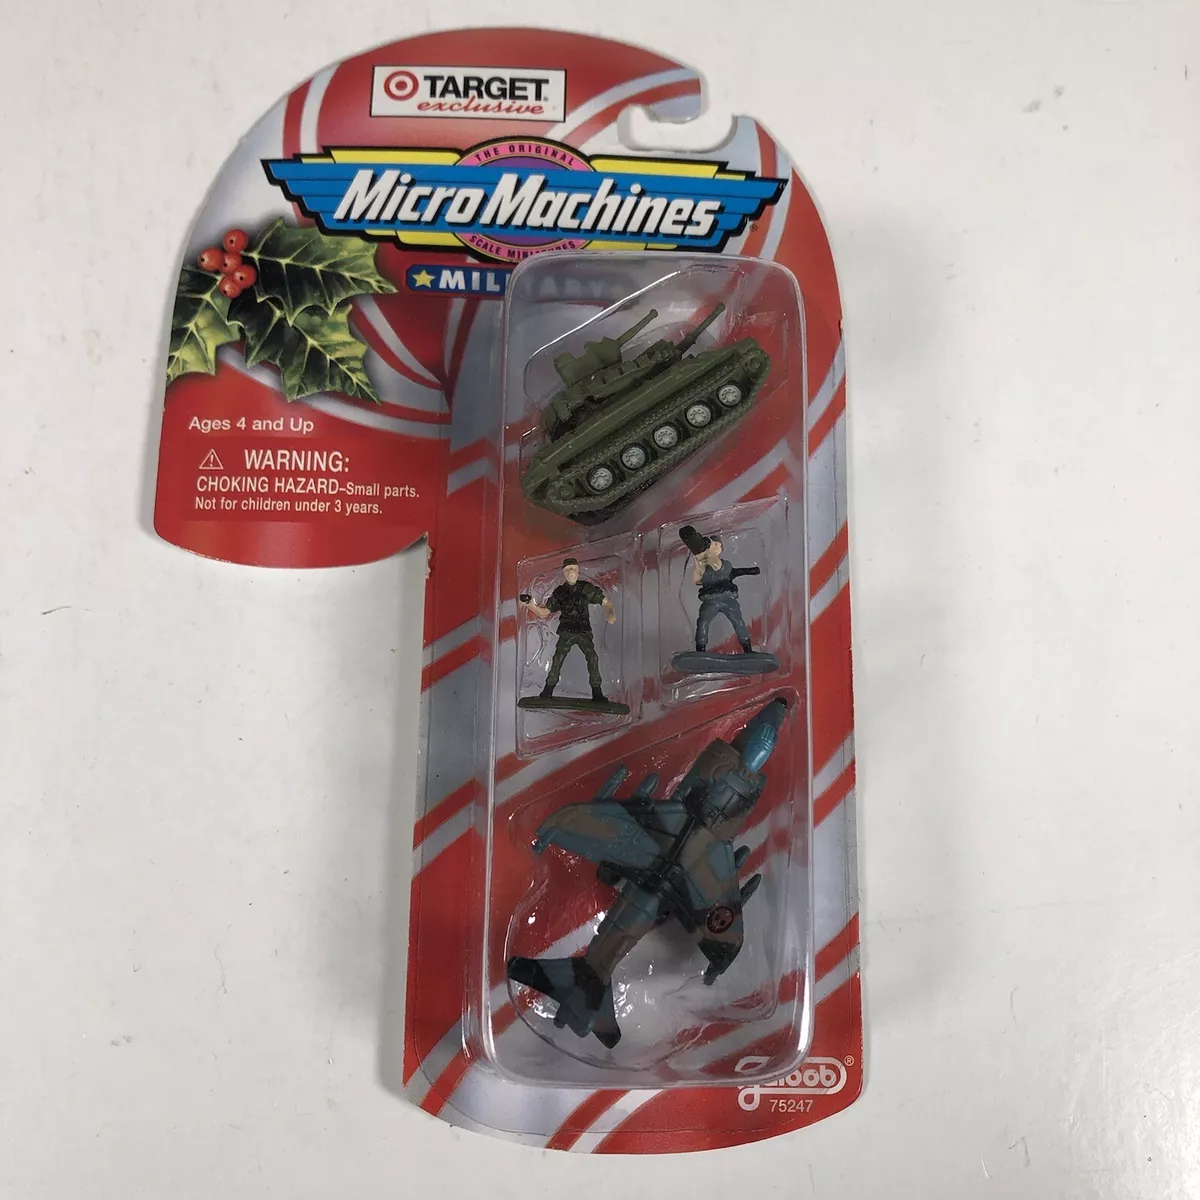 TARGET®
exclusive
THE ORIGINAL
Micro Machines®
SCALE MINIATURES
MILITARY
Ages 4 and Up
WARNING:
CHOKING HAZARD–Small parts.
Not for children under 3 years.
galoob®
75247